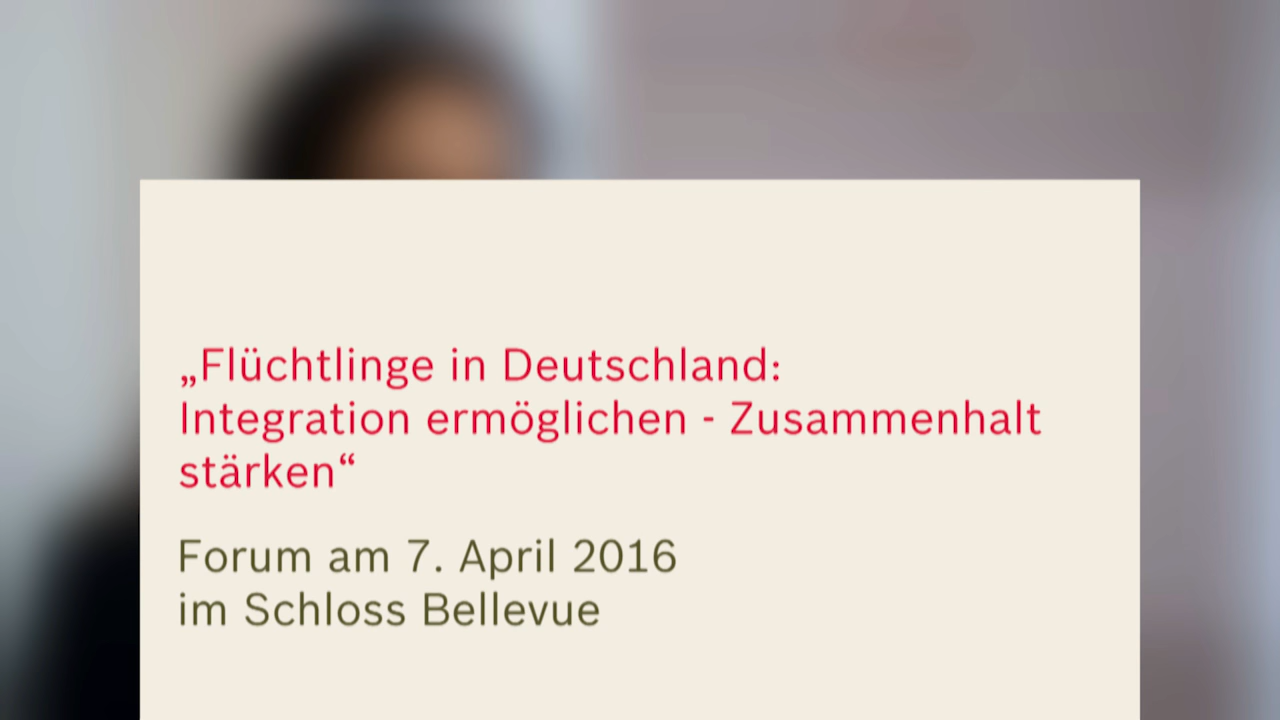 „Flüchtlinge in Deutschland:
Integration ermöglichen - Zusammenhalt
stärken“
Forum am 7. April 2016
im Schloss Bellevue